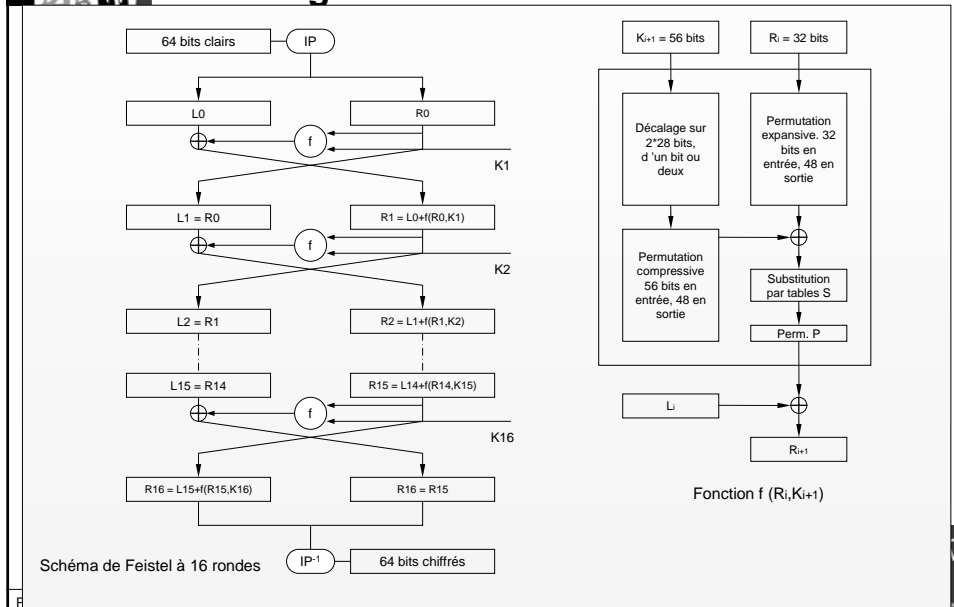 64 bits clairs
IP
L0
R0
f
K1
L1 = R0
R1 = L0+f(R0,K1)
f
K2
L2 = R1
R2 = L1+f(R1,K2)
L15 = R14
R15 = L14+f(R14,K15)
f
K16
R16 = L15+f(R15,K16)
R16 = R15
IP-1
64 bits chiffrés
Schéma de Feistel à 16 rondes
Ki+1 = 56 bits
Ri = 32 bits
Décalage sur
2*28 bits,
d 'un bit ou
deux
Permutation
expansive. 32
bits en
entrée, 48 en
sortie
Permutation
compressive
56 bits en
entrée, 48 en
sortie
Substitution
par tables S
Perm. P
Li
Ri+1
Fonction f (Ri,Ki+1)